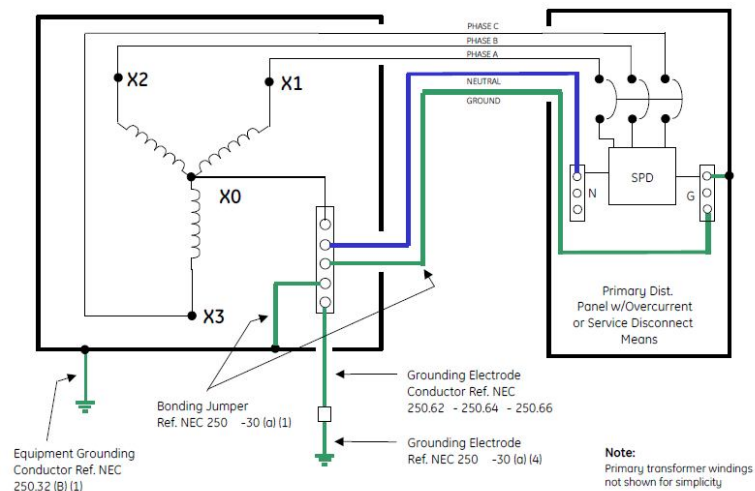 PHASE C
PHASE B
PHASE A
NEUTRAL
GROUND
X2
X1
X0
X3
N
SPD
G
Primary Dist.
Panel w/Overcurrent
or Service Disconnect
Means
Bonding Jumper
Ref. NEC 250 -30 (a) (1)
Grounding Electrode
Conductor Ref. NEC
250.62 - 250.64 - 250.66
Grounding Electrode
Ref. NEC 250 -30 (a) (4)
Equipment Grounding
Conductor Ref. NEC
250.32 (B) (1)
Note:
Primary transformer windings
not shown for simplicity